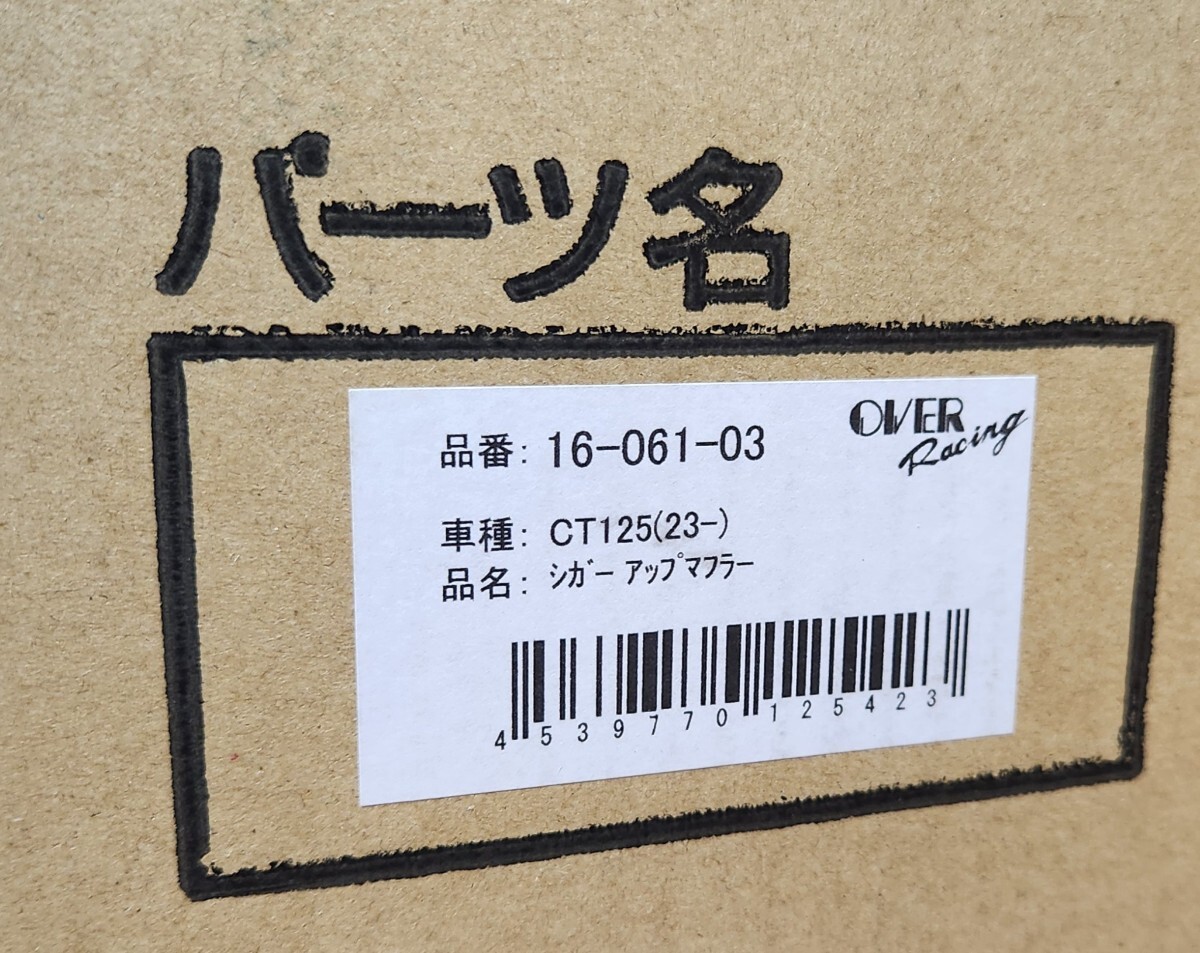 パーツ名
品番: 16-061-03
OVER Racing
車種: CT125(23-)
品名: ｼｶﾞｰ ｱｯﾌﾟﾏﾌﾗｰ
4539770125423